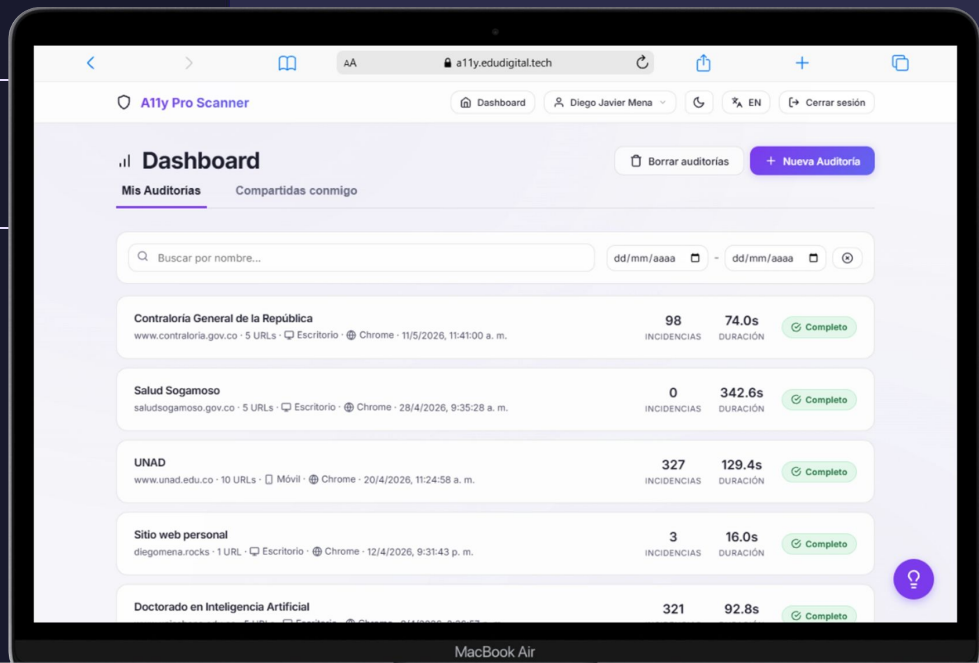 AA a11y.edudigital.tech
A11y Pro Scanner Dashboard Diego Javier Mena EN Cerrar sesión
Dashboard Borrar auditorías + Nueva Auditoría
Mis Auditorías Compartidas conmigo
Buscar por nombre... dd/mm/aaaa - dd/mm/aaaa
Contraloría General de la República 98 74.0s Completo
www.contraloria.gov.co · 5 URLs · Escritorio · Chrome · 11/5/2026, 11:41:00 a. m. INCIDENCIAS DURACIÓN
Salud Sogamoso 0 342.6s Completo
saludsogamoso.gov.co · 5 URLs · Escritorio · Chrome · 28/4/2026, 9:35:28 a. m. INCIDENCIAS DURACIÓN
UNAD 327 129.4s Completo
www.unad.edu.co · 10 URLs · Móvil · Chrome · 20/4/2026, 11:24:58 a. m. INCIDENCIAS DURACIÓN
Sitio web personal 3 16.0s Completo
diegomena.rocks · 1 URL · Escritorio · Chrome · 12/4/2026, 9:31:43 p. m. INCIDENCIAS DURACIÓN
Doctorado en Inteligencia Artificial 321 92.8s Completo
MacBook Air